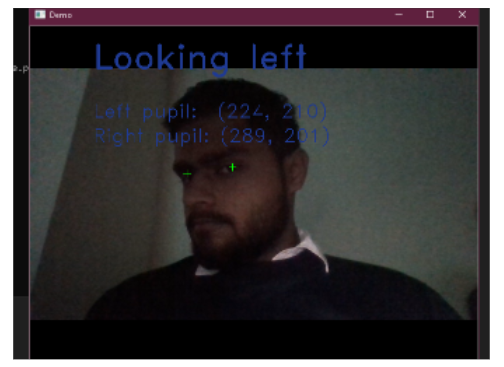 Demo
Looking left
e.p
Left pupil: (224, 210)
Right pupil: (289, 201)